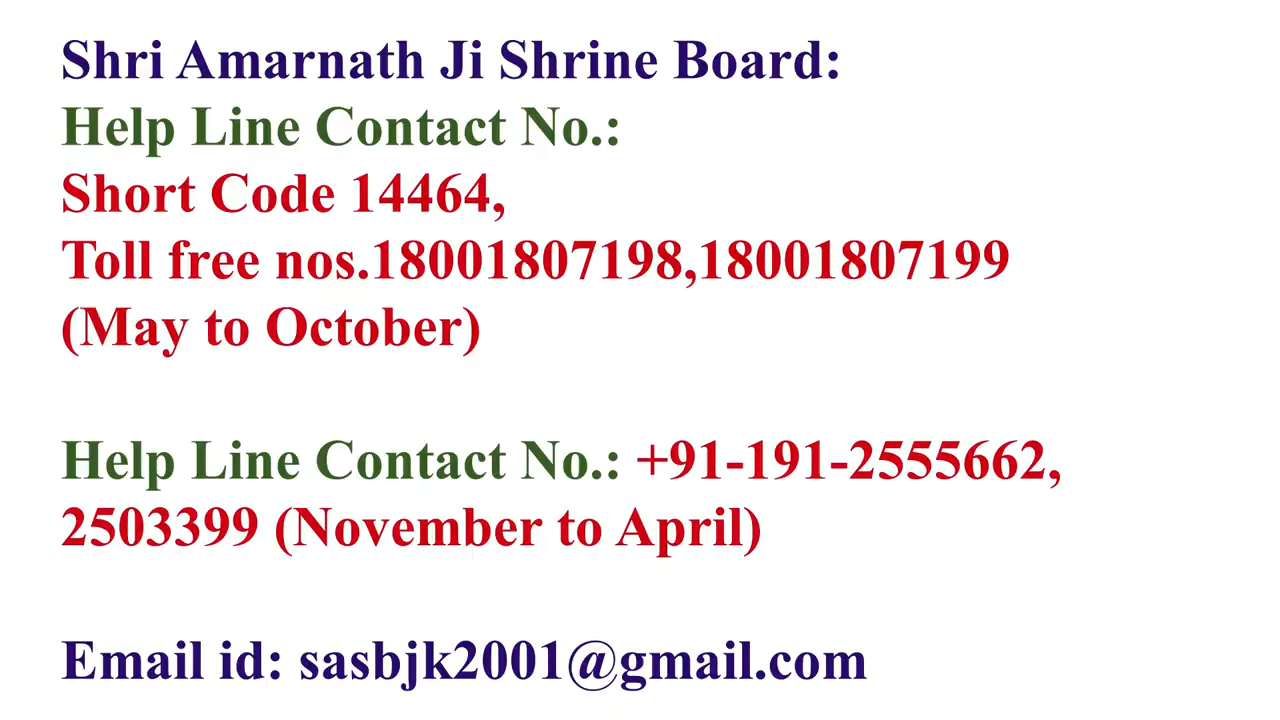 Shri Amarnath Ji Shrine Board:
Help Line Contact No.:
Short Code 14464,
Toll free nos.18001807198,18001807199
(May to October)
Help Line Contact No.: +91-191-2555662,
2503399 (November to April)
Email id: sasbjk2001@gmail.com